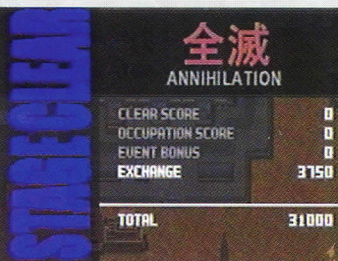 STAGE CLEAR
全滅
ANNIHILATION
CLEAR SCORE 0
OCCUPATION SCORE 0
EVENT BONUS 0
EXCHANGE 3750
TOTAL 31000